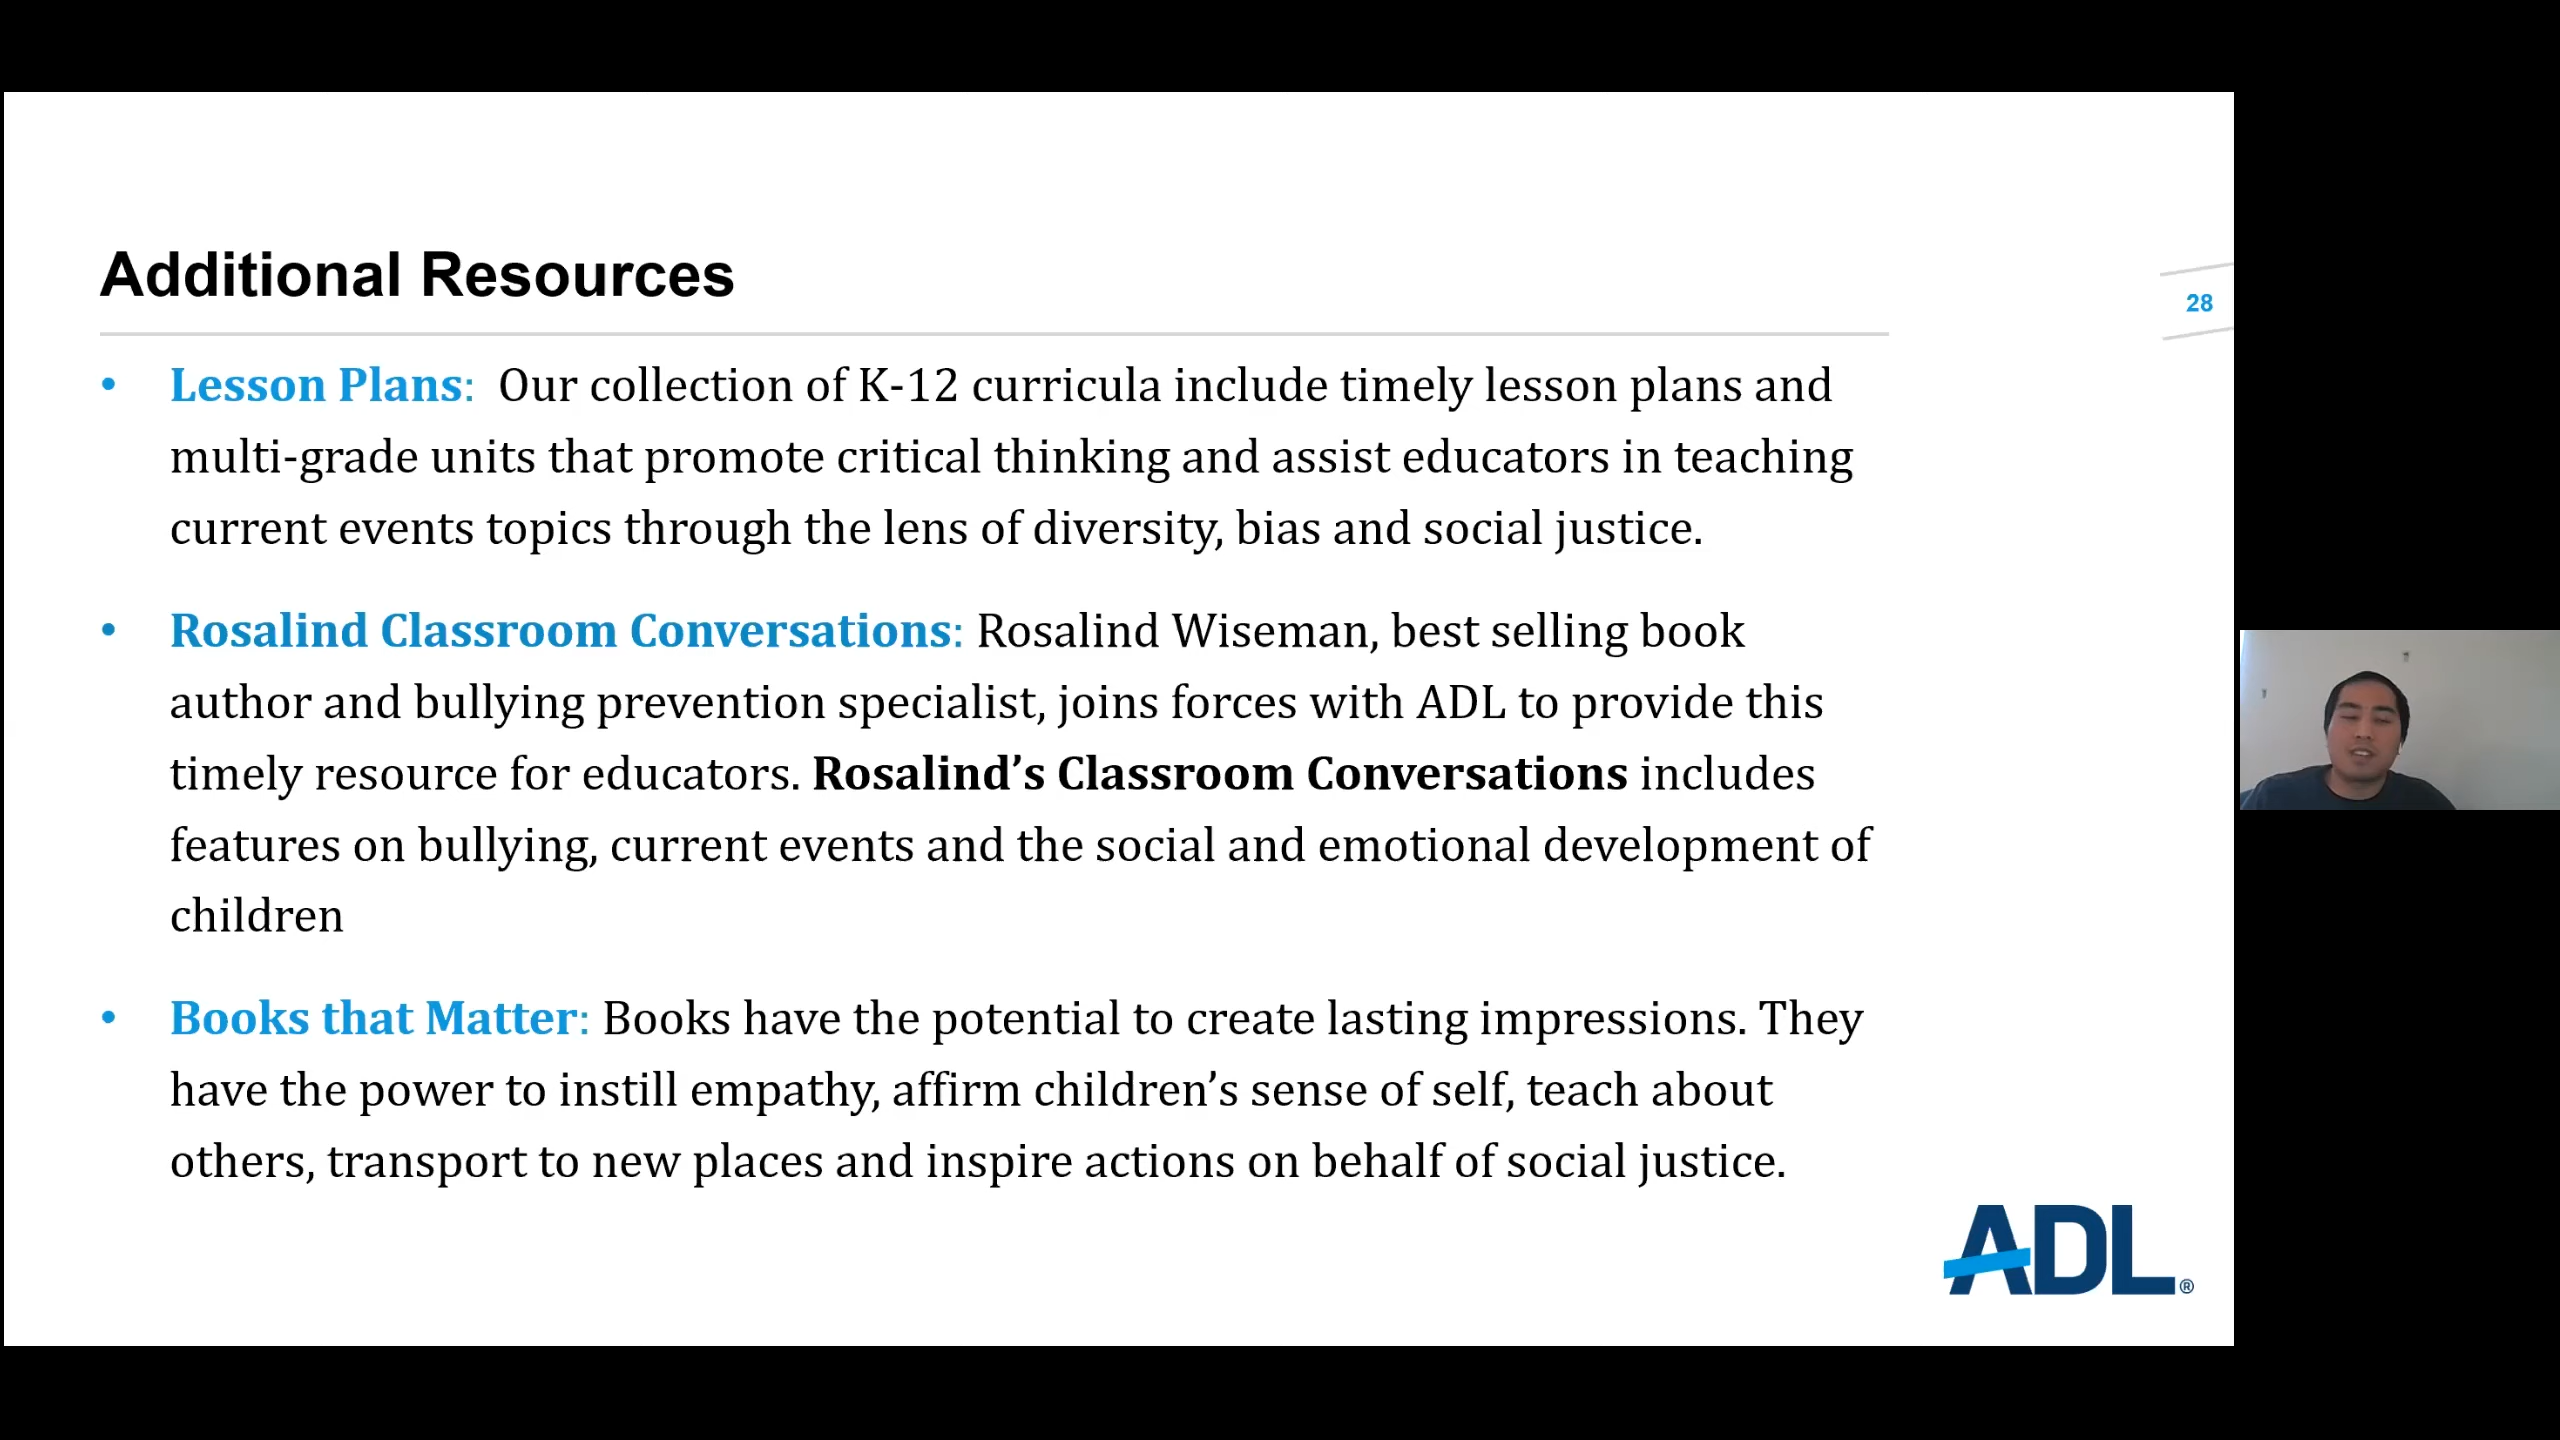 Additional Resources
28
• Lesson Plans:  Our collection of K-12 curricula include timely lesson plans and
multi-grade units that promote critical thinking and assist educators in teaching
current events topics through the lens of diversity, bias and social justice.
• Rosalind Classroom Conversations: Rosalind Wiseman, best selling book
author and bullying prevention specialist, joins forces with ADL to provide this
timely resource for educators. Rosalind’s Classroom Conversations includes
features on bullying, current events and the social and emotional development of
children
• Books that Matter: Books have the potential to create lasting impressions. They
have the power to instill empathy, affirm children’s sense of self, teach about
others, transport to new places and inspire actions on behalf of social justice.
ADL®